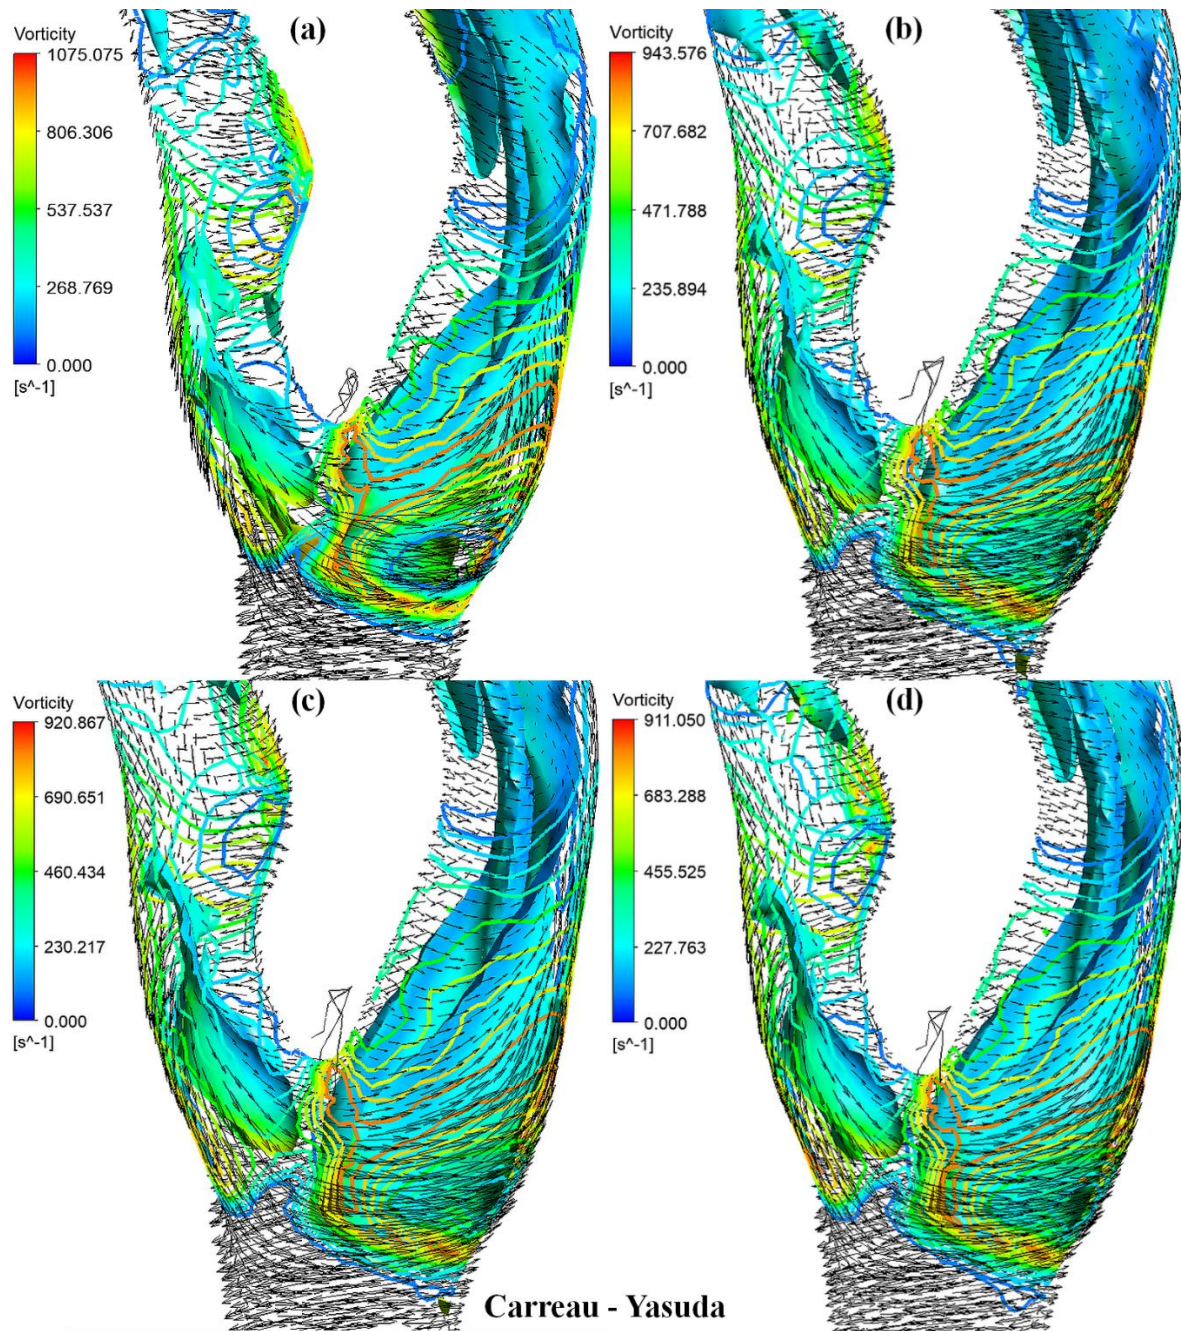 (a)
Vorticity
1075.075
806.306
537.537
268.769
0.000
[s^-1]
(b)
Vorticity
943.576
707.682
471.788
235.894
0.000
[s^-1]
(c)
Vorticity
920.867
690.651
460.434
230.217
0.000
[s^-1]
(d)
Vorticity
911.050
683.288
455.525
227.763
0.000
[s^-1]
Carreau - Yasuda